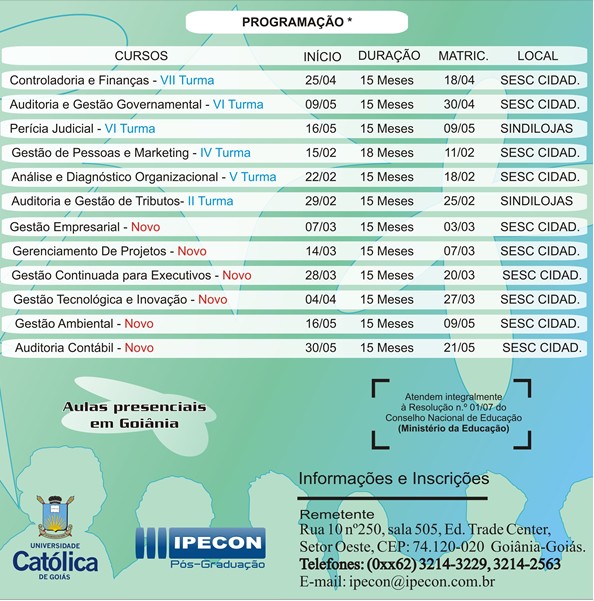 PROGRAMAÇÃO *
CURSOS INÍCIO DURAÇÃO MATRIC. LOCAL
Controladoria e Finanças - VII Turma 25/04 15 Meses 18/04 SESC CIDAD.
Auditoria e Gestão Governamental - VI Turma 09/05 15 Meses 30/04 SESC CIDAD.
Perícia Judicial - VI Turma 16/05 15 Meses 09/05 SINDILOJAS
Gestão de Pessoas e Marketing - IV Turma 15/02 18 Meses 11/02 SESC CIDAD.
Análise e Diagnóstico Organizacional - V Turma 22/02 15 Meses 18/02 SESC CIDAD.
Auditoria e Gestão de Tributos- II Turma 29/02 15 Meses 25/02 SINDILOJAS
Gestão Empresarial - Novo 07/03 15 Meses 03/03 SESC CIDAD.
Gerenciamento De Projetos - Novo 14/03 15 Meses 07/03 SESC CIDAD.
Gestão Continuada para Executivos - Novo 28/03 15 Meses 20/03 SESC CIDAD.
Gestão Tecnológica e Inovação - Novo 04/04 15 Meses 27/03 SESC CIDAD.
Gestão Ambiental - Novo 16/05 15 Meses 09/05 SESC CIDAD.
Auditoria Contábil - Novo 30/05 15 Meses 21/05 SESC CIDAD.
Aulas presenciais
em Goiânia
Atendem integralmente
à Resolução n.º 01/07 do
Conselho Nacional de Educação
(Ministério da Educação)
Informações e Inscrições
Remetente
Rua 10 nº250, sala 505, Ed. Trade Center,
Setor Oeste, CEP: 74.120-020 Goiânia-Goiás.
Telefones: (0xx62) 3214-3229, 3214-2563
E-mail: ipecon@ipecon.com.br
UNIVERSIDADE
Católica
DE GOIÁS
IPECON
Pós-Graduação